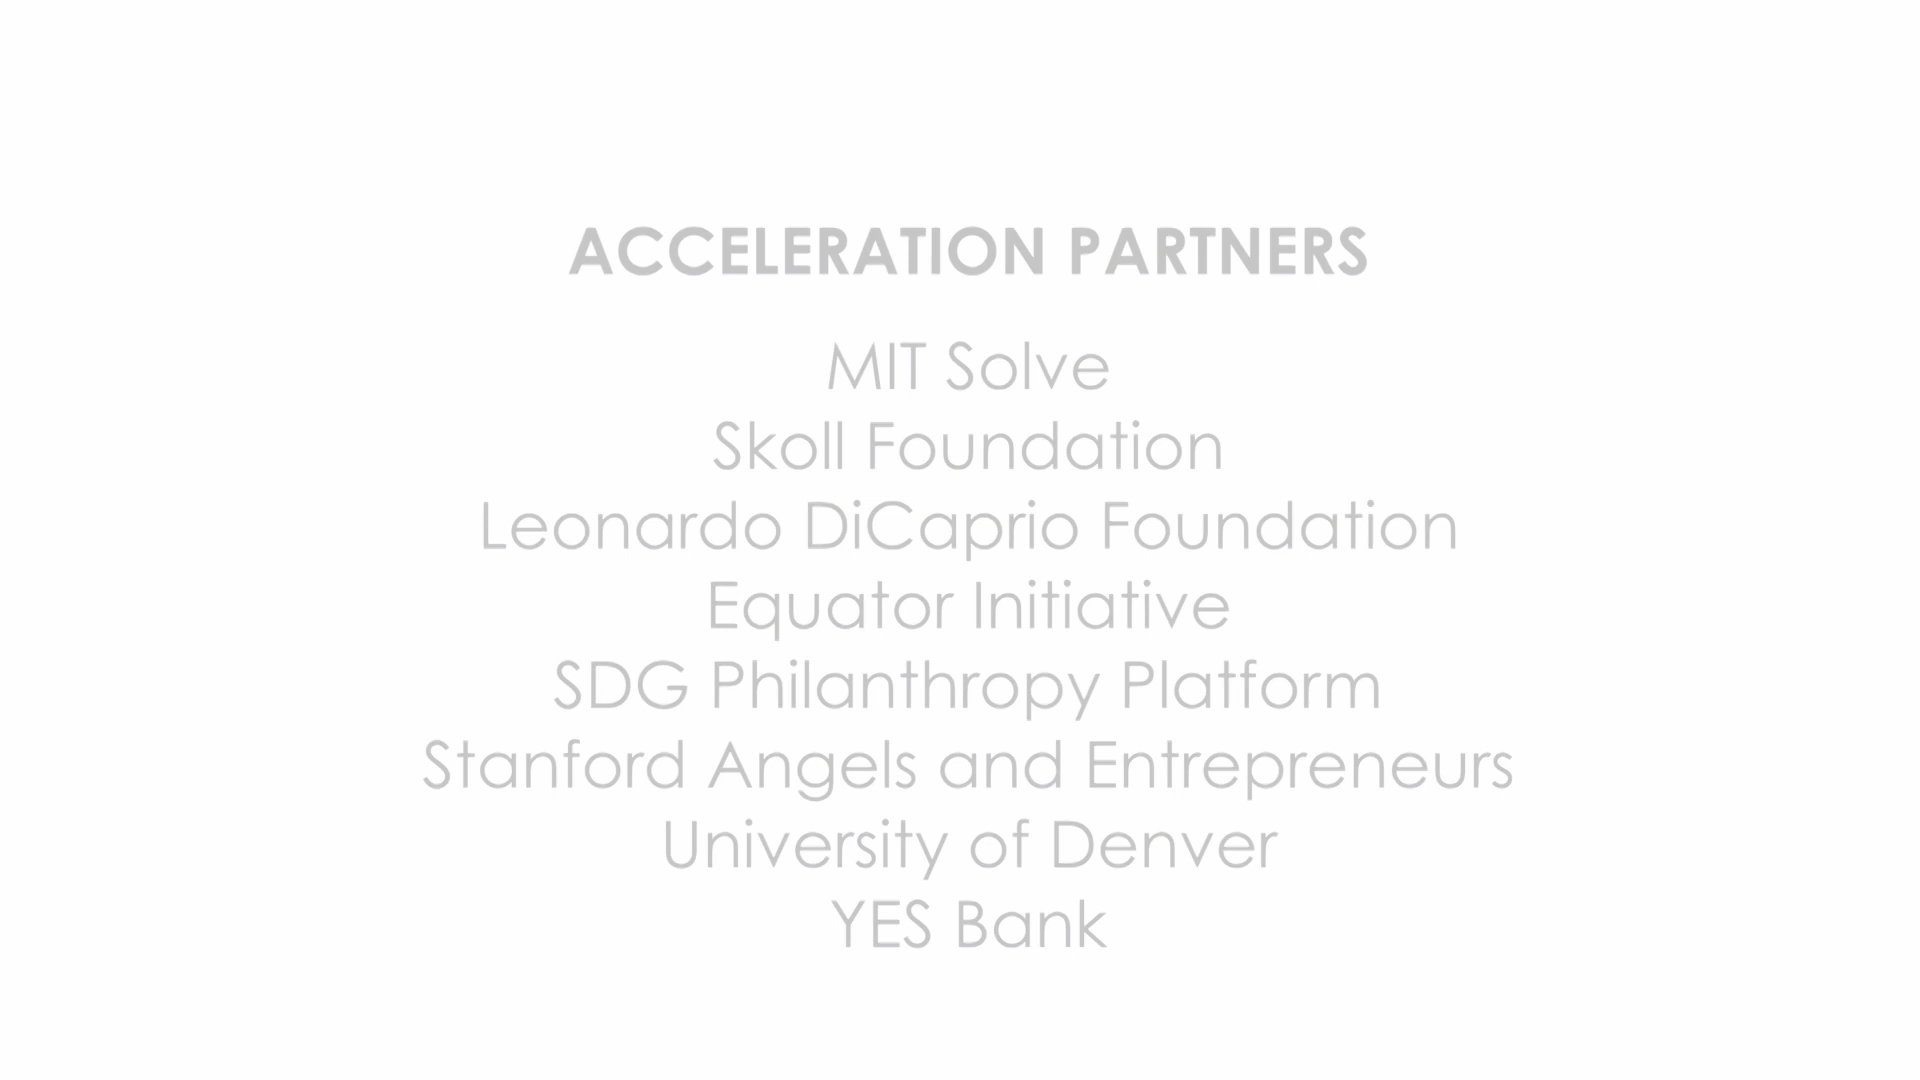 ACCELERATION PARTNERS
MIT Solve
Skoll Foundation
Leonardo DiCaprio Foundation
Equator Initiative
SDG Philanthropy Platform
Stanford Angels and Entrepreneurs
University of Denver
YES Bank